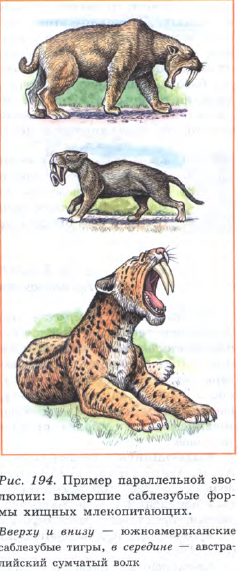 Рис. 194. Пример параллельной эво-
люции: вымершие саблезубые фор-
мы хищных млекопитающих.
Вверху и внизу — южноамериканские
саблезубые тигры, в середине — австра-
лийский сумчатый волк